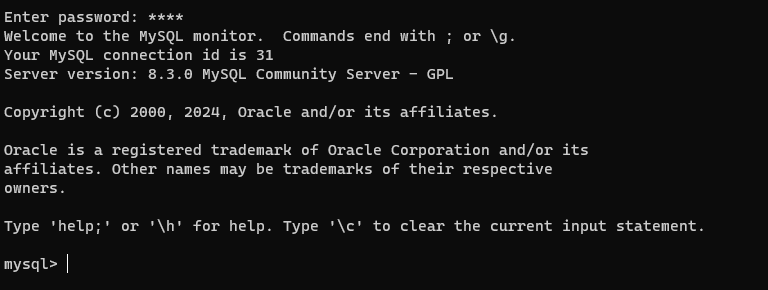 Enter password: ****
Welcome to the MySQL monitor.  Commands end with ; or \g.
Your MySQL connection id is 31
Server version: 8.3.0 MySQL Community Server - GPL
Copyright (c) 2000, 2024, Oracle and/or its affiliates.
Oracle is a registered trademark of Oracle Corporation and/or its
affiliates. Other names may be trademarks of their respective
owners.
Type 'help;' or '\h' for help. Type '\c' to clear the current input statement.
mysql>